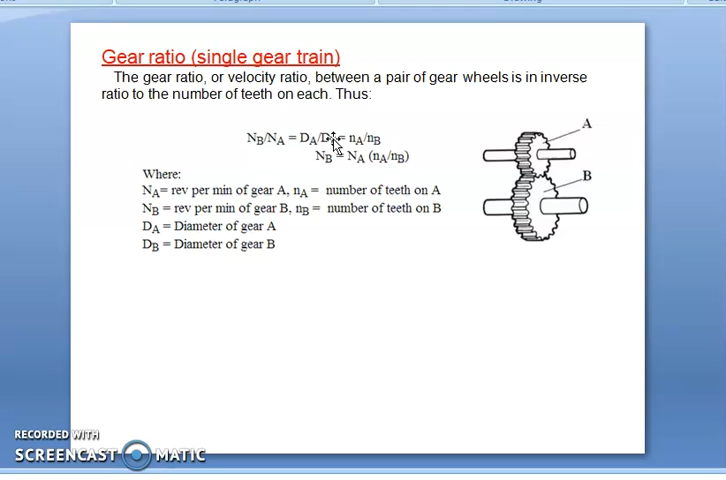 Gear ratio (single gear train)
The gear ratio, or velocity ratio, between a pair of gear wheels is in inverse
ratio to the number of teeth on each. Thus:
NB/NA = DA/D = nA/nB
NB = NA (nA/nB)
Where:
NA= rev per min of gear A, nA = number of teeth on A
NB = rev per min of gear B, nB = number of teeth on B
DA = Diameter of gear A
DB = Diameter of gear B
A
B
RECORDED WITH
SCREENCAST MATIC